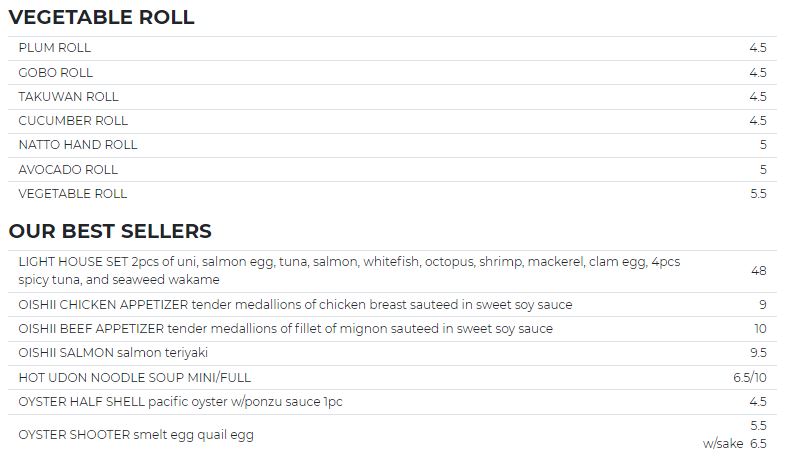 VEGETABLE ROLL
PLUM ROLL 4.5
GOBO ROLL 4.5
TAKUWAN ROLL 4.5
CUCUMBER ROLL 4.5
NATTO HAND ROLL 5
AVOCADO ROLL 5
VEGETABLE ROLL 5.5
OUR BEST SELLERS
LIGHT HOUSE SET 2pcs of uni, salmon egg, tuna, salmon, whitefish, octopus, shrimp, mackerel, clam egg, 4pcs
spicy tuna, and seaweed wakame 48
OISHII CHICKEN APPETIZER tender medallions of chicken breast sauteed in sweet soy sauce 9
OISHII BEEF APPETIZER tender medallions of fillet of mignon sauteed in sweet soy sauce 10
OISHII SALMON salmon teriyaki 9.5
HOT UDON NOODLE SOUP MINI/FULL 6.5/10
OYSTER HALF SHELL pacific oyster w/ponzu sauce 1pc 4.5
OYSTER SHOOTER smelt egg quail egg 5.5
w/sake 6.5